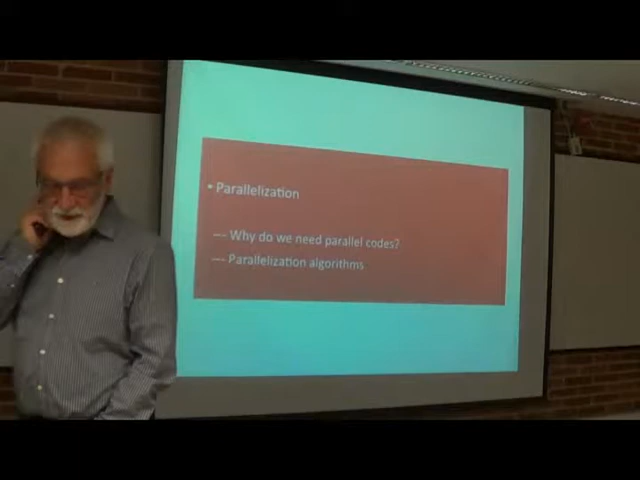 • Parallelization
--- Why do we need parallel codes?
--- Parallelization algorithms